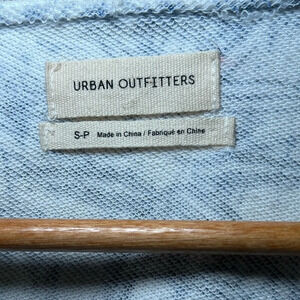 URBAN OUTFITTERS
S-P Made in China / Fabriqué en Chine